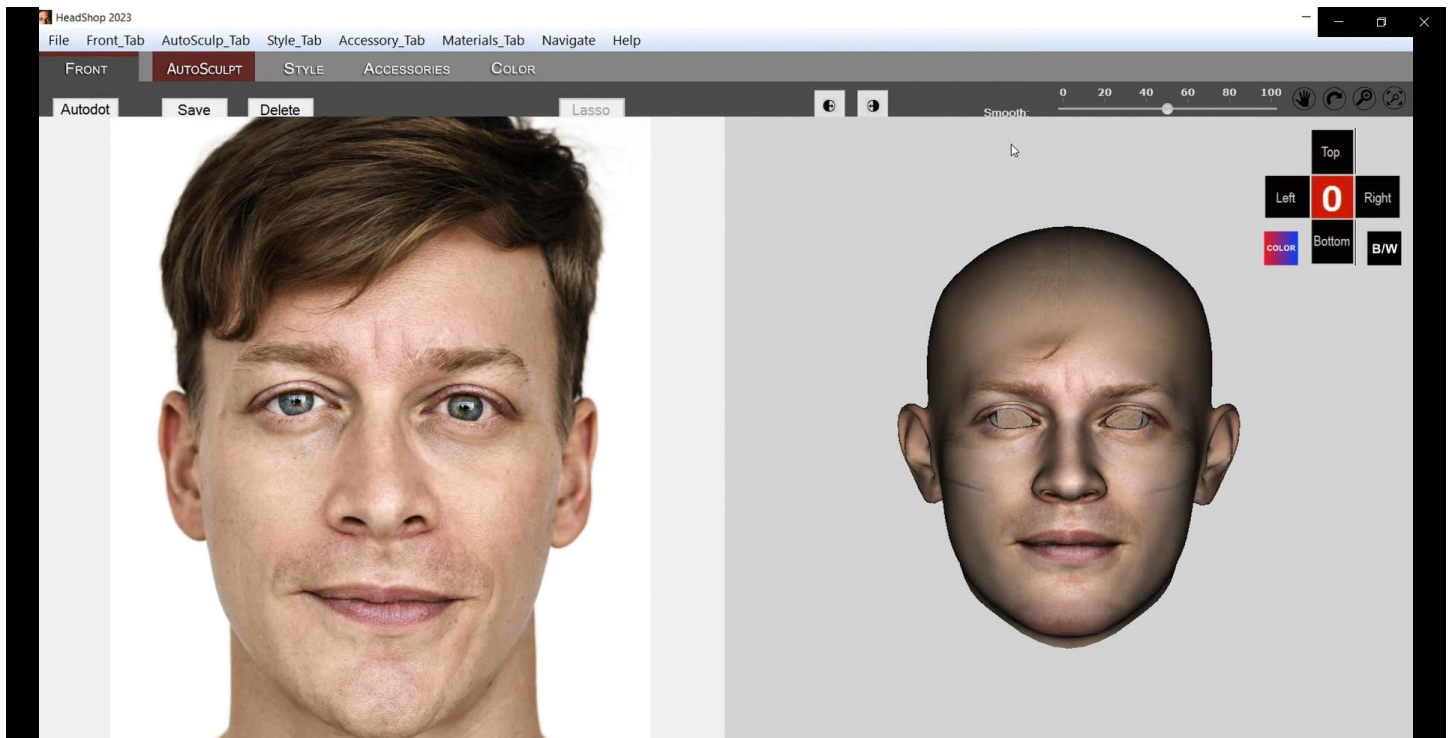 HeadShop 2023
File Front_Tab AutoSculp_Tab Style_Tab Accessory_Tab Materials_Tab Navigate Help
FRONT AUTOSCULPT STYLE ACCESSORIES COLOR
0 20 40 60 80 100
Autodot Save Delete Lasso Smooth:
Top
Left 0 Right
COLOR Bottom B/W